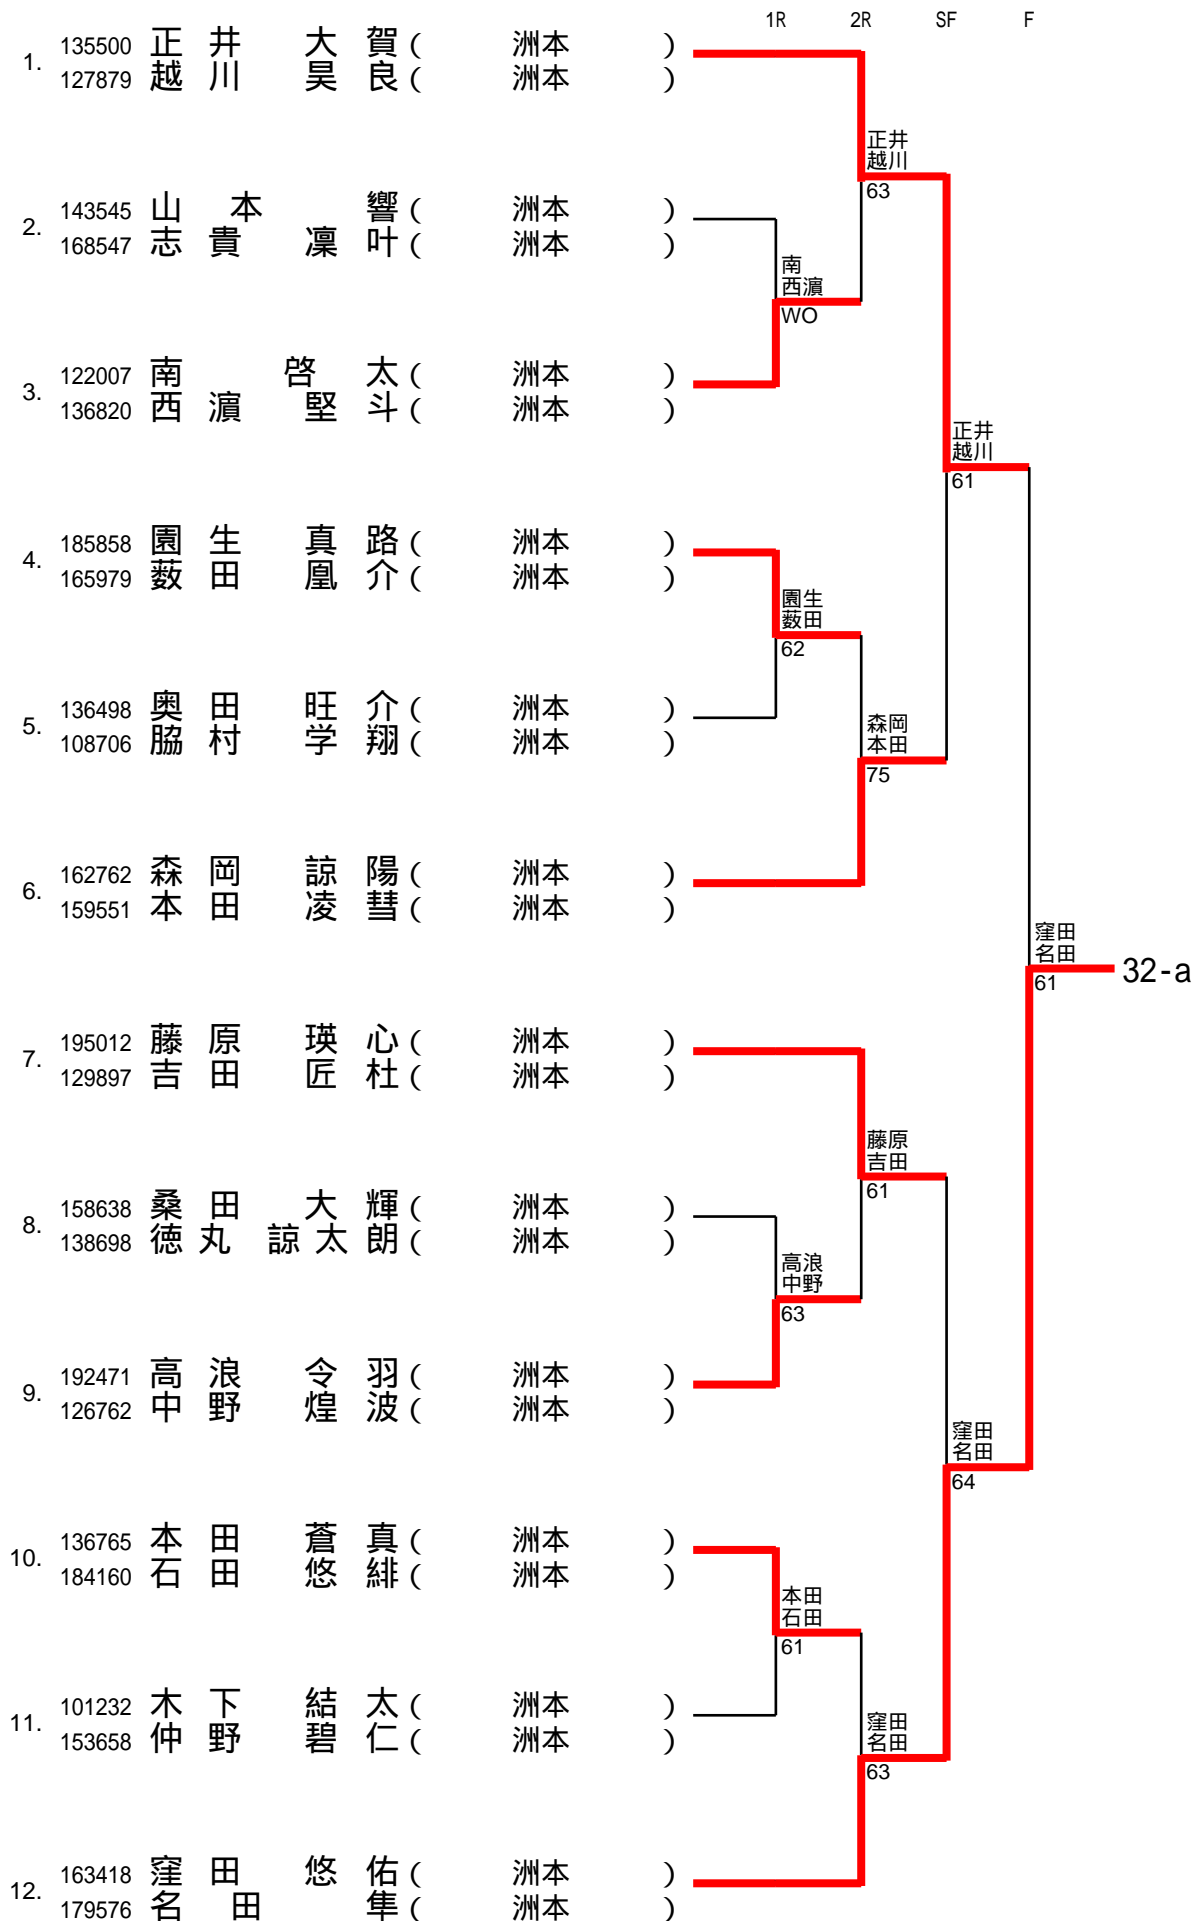 1R 2R SF F
1. 135500 正井 大賀 ( 洲本 )
127879 越川 昊良 ( 洲本 )
正井
越川
63
2. 143545 山本 響 ( 洲本 )
168547 志貴 凜叶 ( 洲本 )
南
西濵
WO
3. 122007 南 啓太 ( 洲本 )
136820 西濵 堅斗 ( 洲本 )
正井
越川
61
4. 185858 園生 真路 ( 洲本 )
165979 薮田 凰介 ( 洲本 )
園生
薮田
62
5. 136498 奥田 旺介 ( 洲本 )
108706 脇村 学翔 ( 洲本 )
森岡
本田
75
6. 162762 森岡 諒陽 ( 洲本 )
159551 本田 凌彗 ( 洲本 )
窪田
名田
61
32-a
7. 195012 藤原 瑛心 ( 洲本 )
129897 吉田 匠杜 ( 洲本 )
藤原
吉田
61
8. 158638 桑田 大輝 ( 洲本 )
138698 徳丸 諒太朗 ( 洲本 )
高浪
中野
63
9. 192471 高浪 令羽 ( 洲本 )
126762 中野 煌波 ( 洲本 )
窪田
名田
64
10. 136765 本田 蒼真 ( 洲本 )
184160 石田 悠緋 ( 洲本 )
本田
石田
61
11. 101232 木下 結太 ( 洲本 )
153658 仲野 碧仁 ( 洲本 )
窪田
名田
63
12. 163418 窪田 悠佑 ( 洲本 )
179576 名田 隼 ( 洲本 )